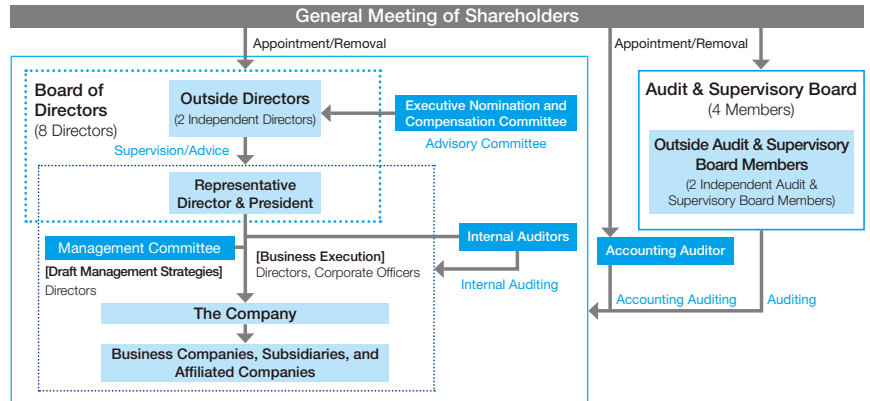 General Meeting of Shareholders
Appointment/Removal
Appointment/Removal
Board of
Directors
(8 Directors)
Outside Directors
(2 Independent Directors)
Executive Nomination and
Compensation Committee
Advisory Committee
Supervision/Advice
Representative
Director & President
Management Committee
[Draft Management Strategies]
Directors
[Business Execution]
Directors, Corporate Officers
Internal Auditors
Internal Auditing
The Company
Business Companies, Subsidiaries, and
Affiliated Companies
Audit & Supervisory Board
(4 Members)
Outside Audit & Supervisory
Board Members
(2 Independent Audit &
Supervisory Board Members)
Accounting Auditor
Accounting Auditing
Auditing